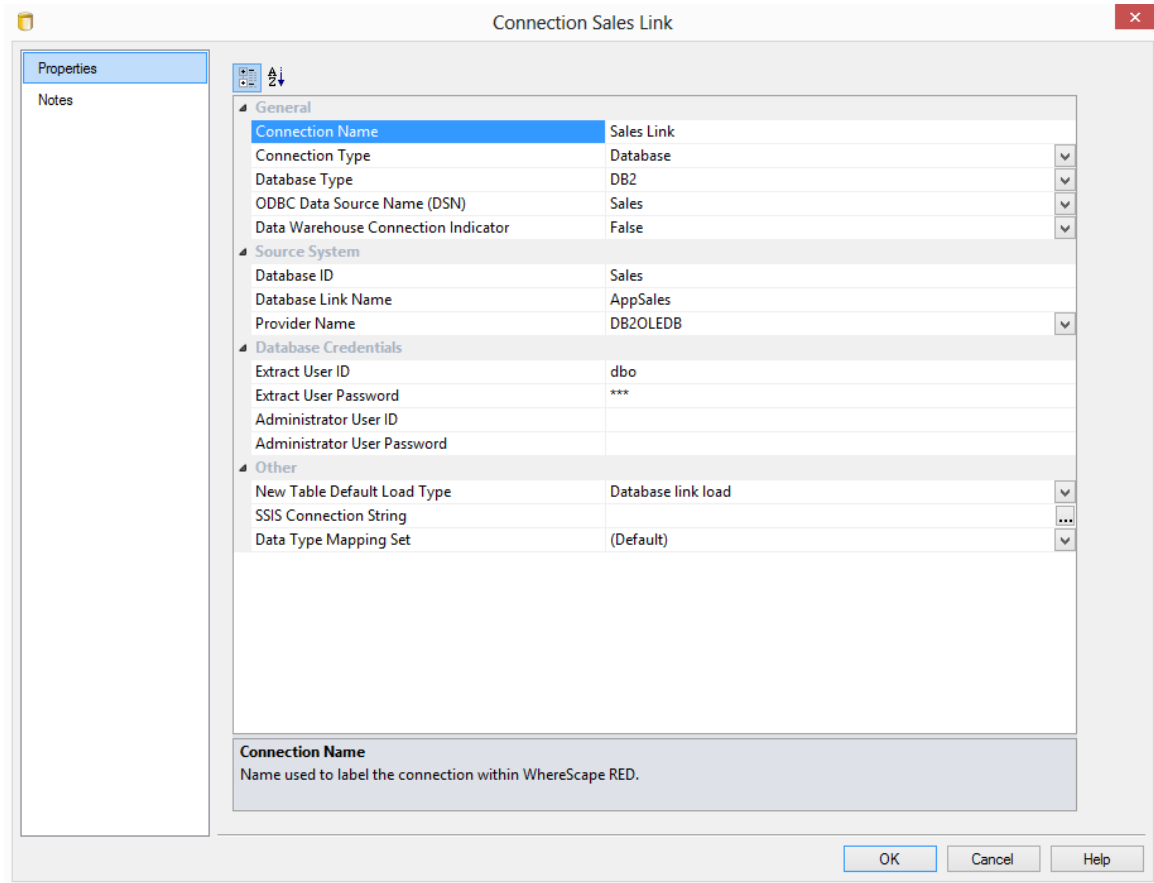 Connection Sales Link
Properties
Notes
General
Connection Name Sales Link
Connection Type Database
Database Type DB2
ODBC Data Source Name (DSN) Sales
Data Warehouse Connection Indicator False
Source System
Database ID Sales
Database Link Name AppSales
Provider Name DB2OLEDB
Database Credentials
Extract User ID dbo
Extract User Password ***
Administrator User ID
Administrator User Password
Other
New Table Default Load Type Database link load
SSIS Connection String ...
Data Type Mapping Set (Default)
Connection Name
Name used to label the connection within WhereScape RED.
OK Cancel Help